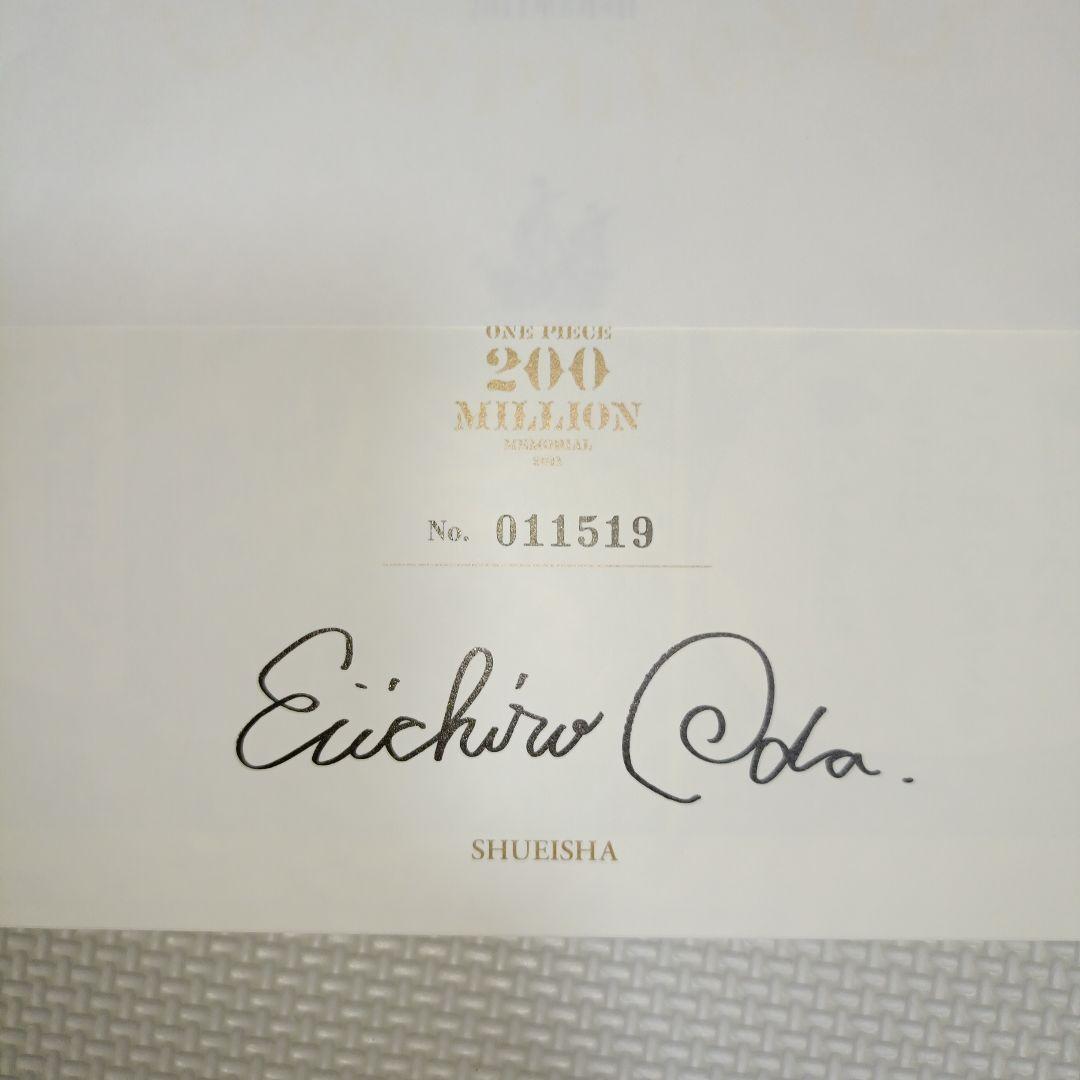 ONE PIECE
200
MILLION
MEMORIAL
No. 011519
Eiichiro Oda.
SHUEISHA